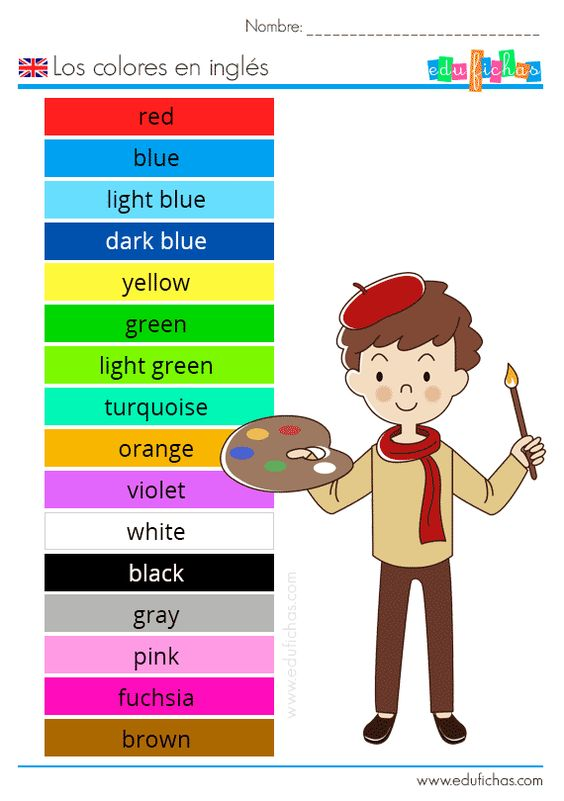 Nombre:__________________________
Los colores en inglés
edufichas
red
blue
light blue
dark blue
yellow
green
light green
turquoise
orange
violet
white
black
gray
pink
fuchsia
brown
www.edufichas.com
www.edufichas.com